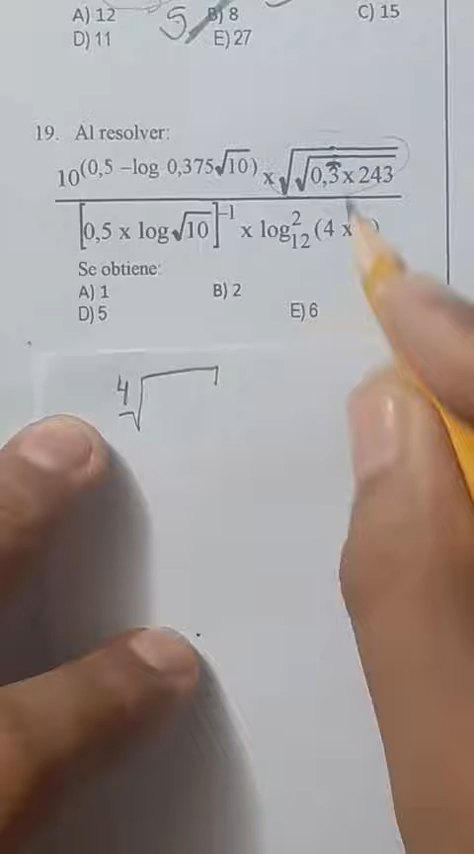 A) 12 5 B) 8 C) 15
D) 11 E) 27
19. Al resolver:
10^(0,5 – log 0,375√10) x √√0,3̂ x 243
[0,5 x log √10]^–1 x log²₁₂ (4 x )
Se obtiene:
A) 1 B) 2
D) 5 E) 6
4√